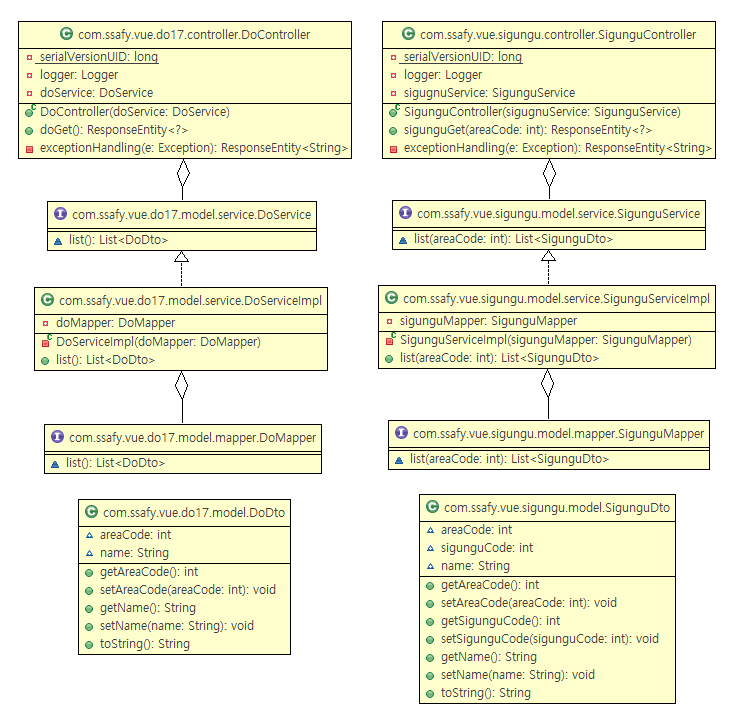 com.ssafy.vue.do17.controller.DoController
serialVersionUID: long
logger: Logger
doService: DoService
DoController(doService: DoService)
doGet(): ResponseEntity<?>
exceptionHandling(e: Exception): ResponseEntity<String>
com.ssafy.vue.do17.model.service.DoService
list(): List<DoDto>
com.ssafy.vue.do17.model.service.DoServiceImpl
doMapper: DoMapper
DoServiceImpl(doMapper: DoMapper)
list(): List<DoDto>
com.ssafy.vue.do17.model.mapper.DoMapper
list(): List<DoDto>
com.ssafy.vue.do17.model.DoDto
areaCode: int
name: String
getAreaCode(): int
setAreaCode(areaCode: int): void
getName(): String
setName(name: String): void
toString(): String
com.ssafy.vue.sigungu.controller.SigunguController
serialVersionUID: long
logger: Logger
sigugnuService: SigunguService
SigunguController(sigugnuService: SigunguService)
sigunguGet(areaCode: int): ResponseEntity<?>
exceptionHandling(e: Exception): ResponseEntity<String>
com.ssafy.vue.sigungu.model.service.SigunguService
list(areaCode: int): List<SigunguDto>
com.ssafy.vue.sigungu.model.service.SigunguServiceImpl
sigunguMapper: SigunguMapper
SigunguServiceImpl(sigunguMapper: SigunguMapper)
list(areaCode: int): List<SigunguDto>
com.ssafy.vue.sigungu.model.mapper.SigunguMapper
list(areaCode: int): List<SigunguDto>
com.ssafy.vue.sigungu.model.SigunguDto
areaCode: int
sigunguCode: int
name: String
getAreaCode(): int
setAreaCode(areaCode: int): void
getSigunguCode(): int
setSigunguCode(sigunguCode: int): void
getName(): String
setName(name: String): void
toString(): String